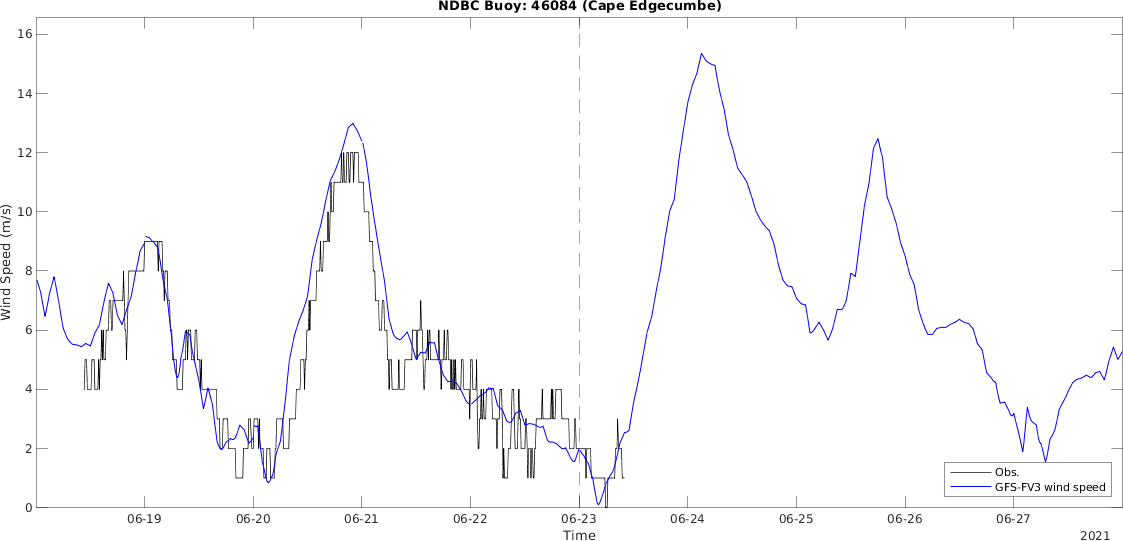 NDBC Buoy: 46084 (Cape Edgecumbe)
16
14
12
10
8
6
4
2
0
Wind Speed (m/s)
Obs.
GFS-FV3 wind speed
06-19 06-20 06-21 06-22 06-23 06-24 06-25 06-26 06-27
Time
2021